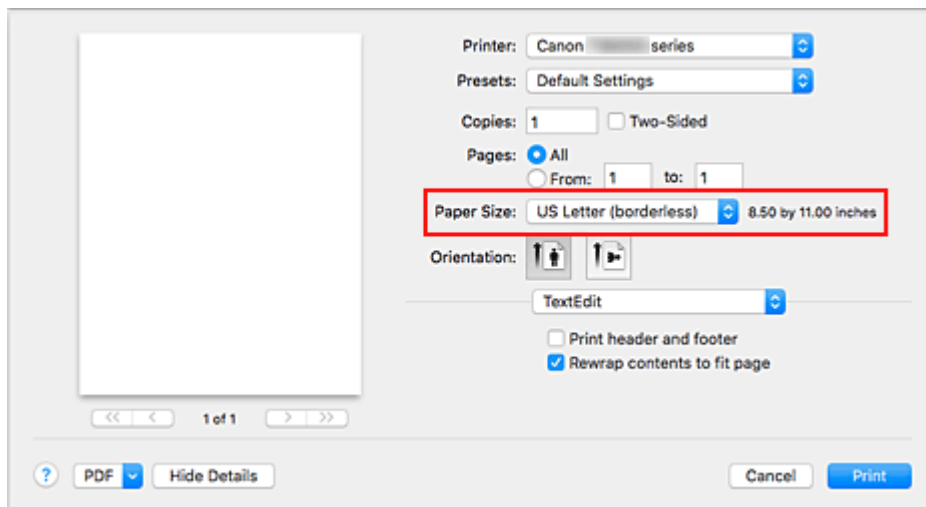 Printer: Canon series
Presets: Default Settings
Copies: 1 Two-Sided
Pages: All
From: 1 to: 1
Paper Size: US Letter (borderless) 8.50 by 11.00 inches
Orientation:
TextEdit
Print header and footer
Rewrap contents to fit page
<< < 1 of 1 > >>
? PDF Hide Details Cancel Print